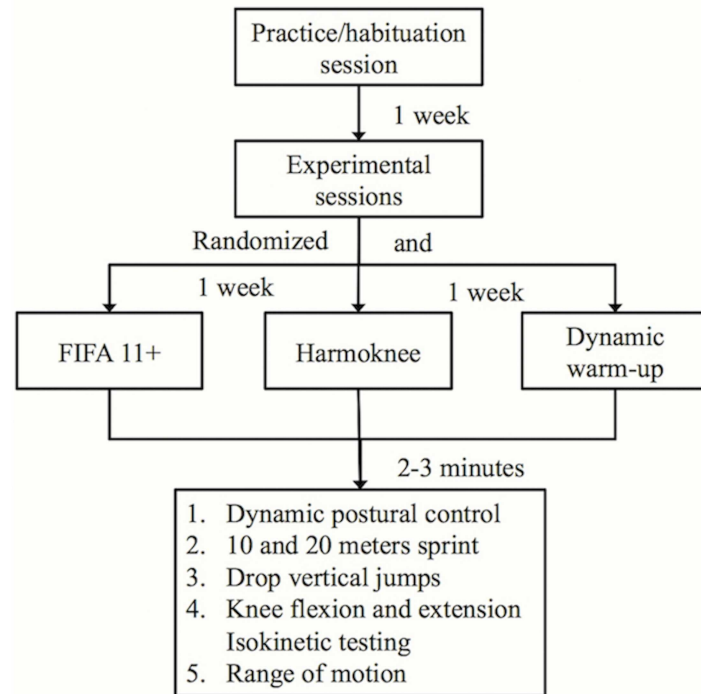 Practice/habituation
session
1 week
Experimental
sessions
Randomized and
1 week
1 week
FIFA 11+
Harmoknee
Dynamic
warm-up
2-3 minutes
1. Dynamic postural control
2. 10 and 20 meters sprint
3. Drop vertical jumps
4. Knee flexion and extension
Isokinetic testing
5. Range of motion